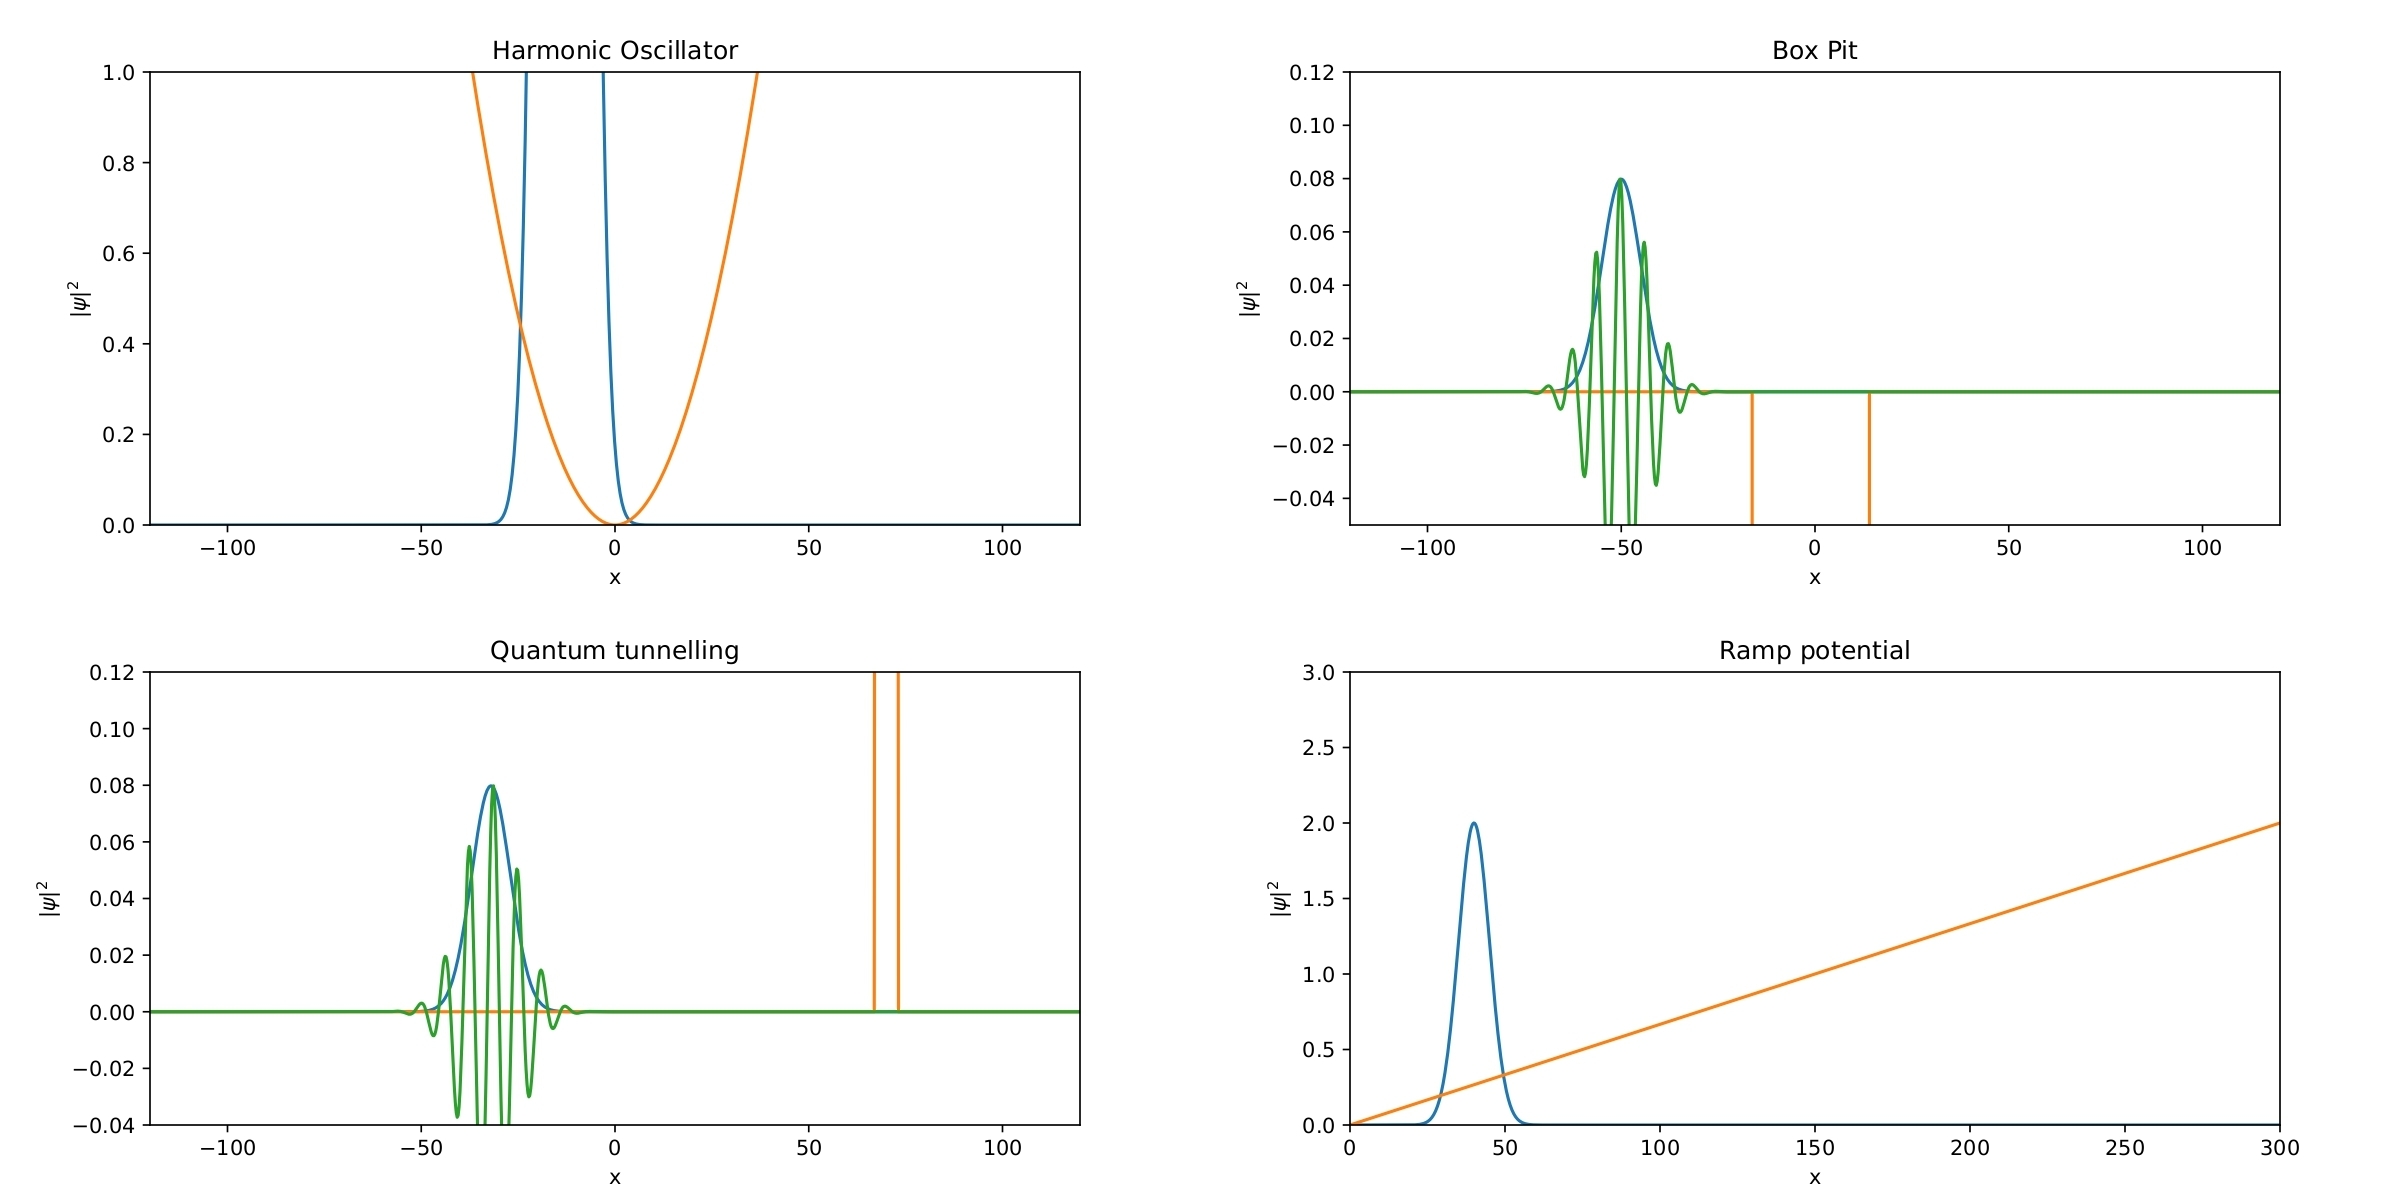 Harmonic Oscillator
1.0
0.8
0.6
0.4
0.2
0.0
|ψ|²
−100 −50 0 50 100
x
Box Pit
0.12
0.10
0.08
0.06
0.04
0.02
0.00
−0.02
−0.04
|ψ|²
−100 −50 0 50 100
x
Quantum tunnelling
0.12
0.10
0.08
0.06
0.04
0.02
0.00
−0.02
−0.04
|ψ|²
−100 −50 0 50 100
x
Ramp potential
3.0
2.5
2.0
1.5
1.0
0.5
0.0
|ψ|²
0 50 100 150 200 250 300
x